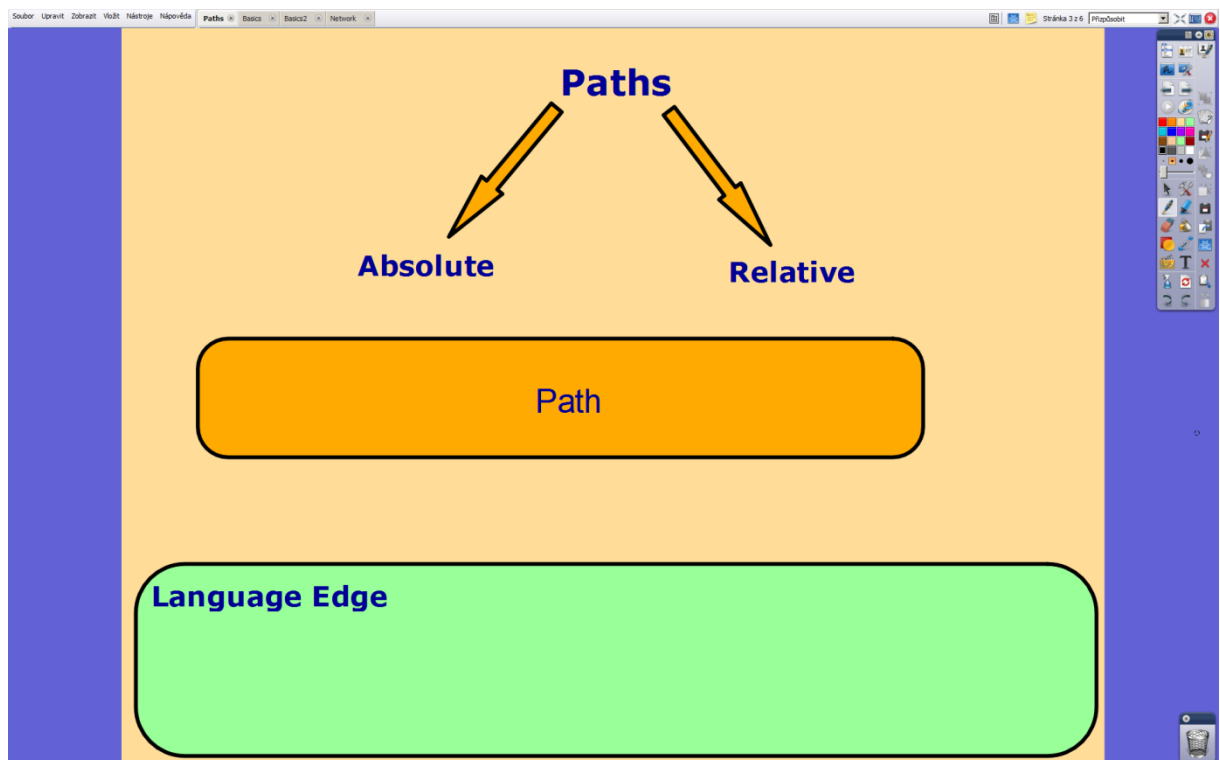 Soubor Upravit Zobrazit Vložit Nástroje Nápověda Paths Basics Basics2 Network Stránka 3 z 6 Přizpůsobit
Paths
Absolute
Relative
Path
Language Edge